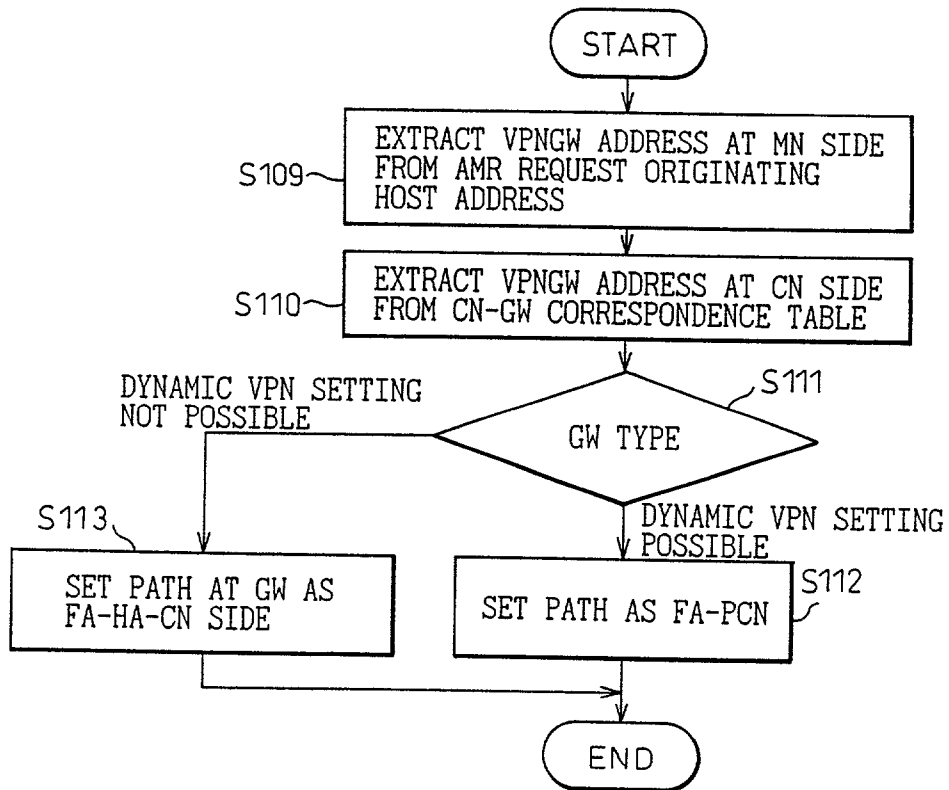 START
EXTRACT VPNGW ADDRESS AT MN SIDE
FROM AMR REQUEST ORIGINATING
HOST ADDRESS
S109
EXTRACT VPNGW ADDRESS AT CN SIDE
FROM CN-GW CORRESPONDENCE TABLE
S110
S111
GW TYPE
DYNAMIC VPN SETTING
NOT POSSIBLE
DYNAMIC VPN SETTING
POSSIBLE
S113
SET PATH AT GW AS
FA-HA-CN SIDE
S112
SET PATH AS FA-PCN
END